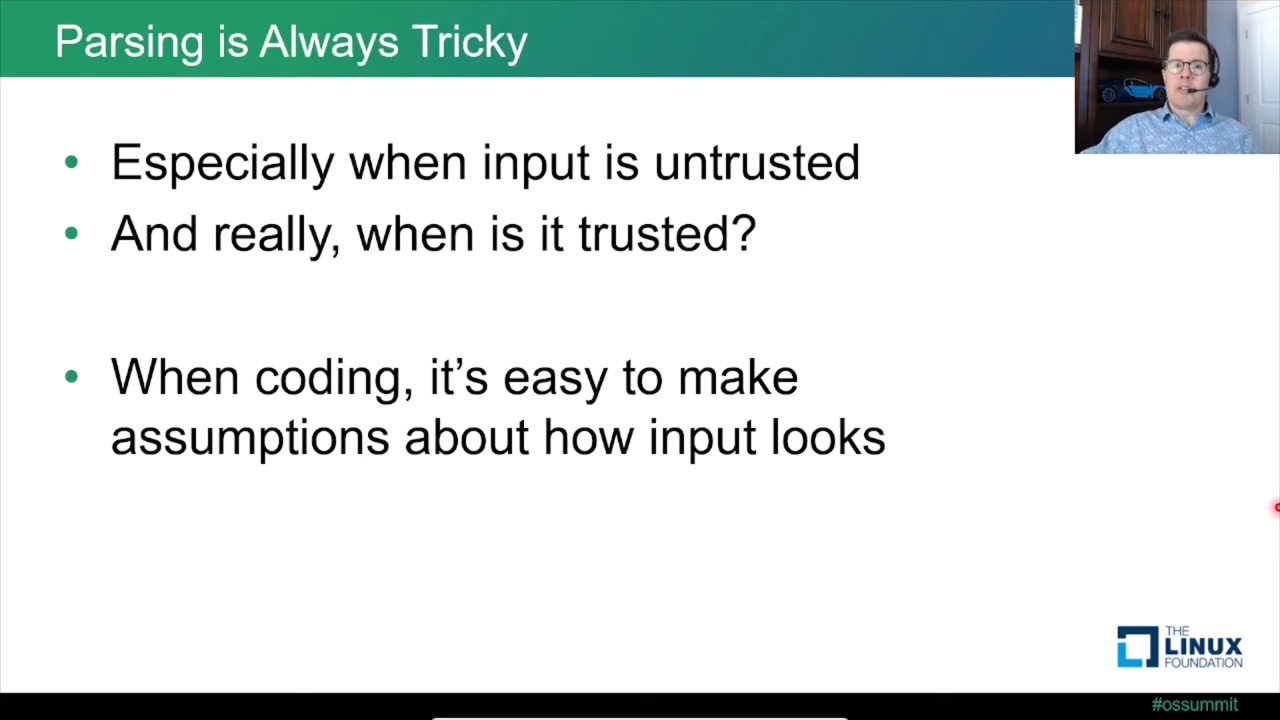 Parsing is Always Tricky
• Especially when input is untrusted
• And really, when is it trusted?
• When coding, it’s easy to make
assumptions about how input looks
THE
LINUX
FOUNDATION
#ossummit